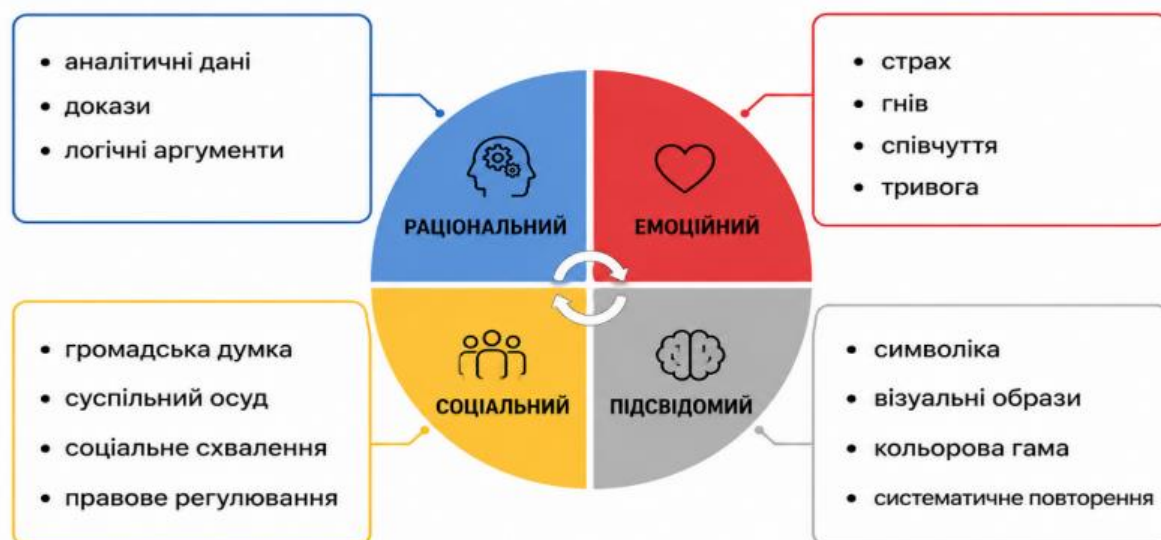 • аналітичні дані
• докази
• логічні аргументи
• страх
• гнів
• співчуття
• тривога
РАЦІОНАЛЬНИЙ
ЕМОЦІЙНИЙ
СОЦІАЛЬНИЙ
ПІДСВІДОМИЙ
• громадська думка
• суспільний осуд
• соціальне схвалення
• правове регулювання
• символіка
• візуальні образи
• кольорова гама
• систематичне повторення